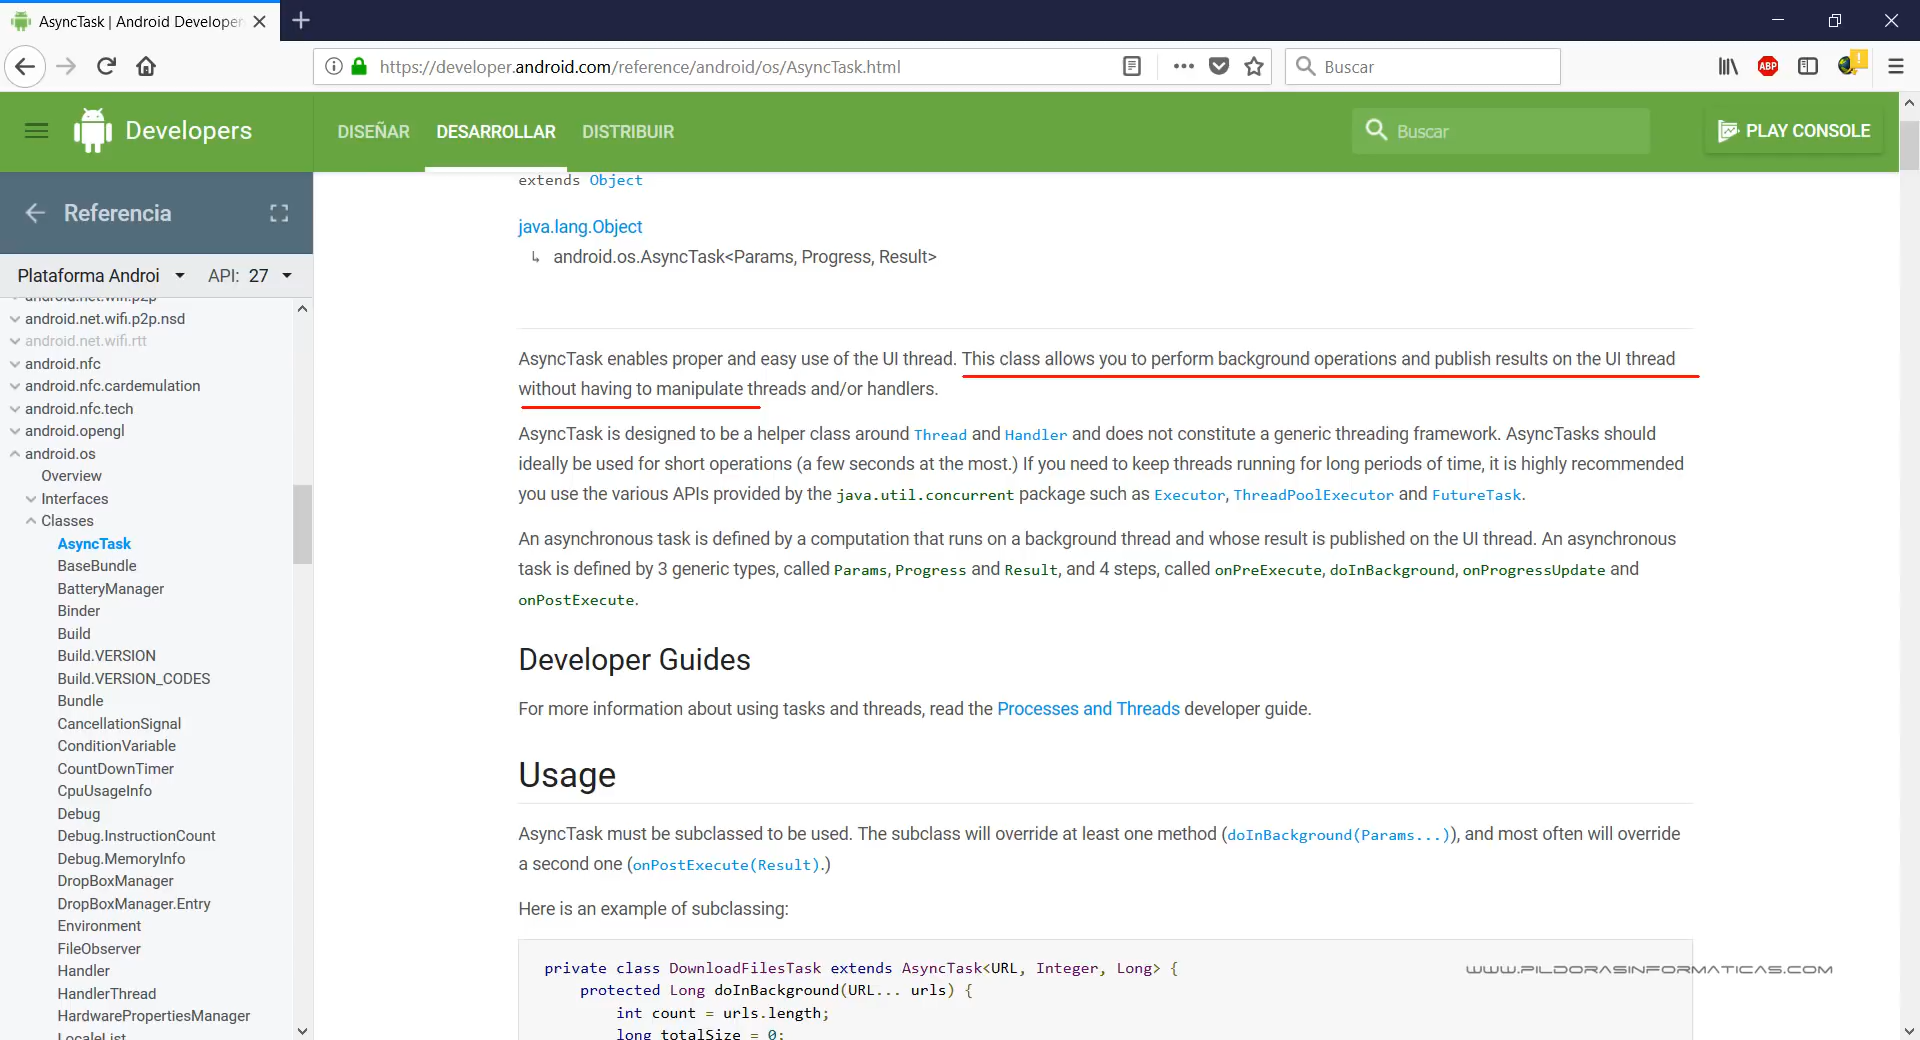 AsyncTask | Android Developer
https://developer.android.com/reference/android/os/AsyncTask.html
Buscar
ABP
Developers
DISEÑAR
DESARROLLAR
DISTRIBUIR
Buscar
PLAY CONSOLE
Referencia
Plataforma Androi
API: 27
android.net.wifi.p2p
android.net.wifi.p2p.nsd
android.net.wifi.rtt
android.nfc
android.nfc.cardemulation
android.nfc.tech
android.opengl
android.os
Overview
Interfaces
Classes
AsyncTask
BaseBundle
BatteryManager
Binder
Build
Build.VERSION
Build.VERSION_CODES
Bundle
CancellationSignal
ConditionVariable
CountDownTimer
CpuUsageInfo
Debug
Debug.InstructionCount
Debug.MemoryInfo
DropBoxManager
DropBoxManager.Entry
Environment
FileObserver
Handler
HandlerThread
HardwarePropertiesManager
LocaleList
extends Object
java.lang.Object
↳ android.os.AsyncTask<Params, Progress, Result>
AsyncTask enables proper and easy use of the UI thread. This class allows you to perform background operations and publish results on the UI thread
without having to manipulate threads and/or handlers.
AsyncTask is designed to be a helper class around Thread and Handler and does not constitute a generic threading framework. AsyncTasks should
ideally be used for short operations (a few seconds at the most.) If you need to keep threads running for long periods of time, it is highly recommended
you use the various APIs provided by the java.util.concurrent package such as Executor, ThreadPoolExecutor and FutureTask.
An asynchronous task is defined by a computation that runs on a background thread and whose result is published on the UI thread. An asynchronous
task is defined by 3 generic types, called Params, Progress and Result, and 4 steps, called onPreExecute, doInBackground, onProgressUpdate and
onPostExecute.
Developer Guides
For more information about using tasks and threads, read the Processes and Threads developer guide.
Usage
AsyncTask must be subclassed to be used. The subclass will override at least one method (doInBackground(Params...)), and most often will override
a second one (onPostExecute(Result).)
Here is an example of subclassing:
private class DownloadFilesTask extends AsyncTask<URL, Integer, Long> {
protected Long doInBackground(URL... urls) {
int count = urls.length;
long totalSize = 0;
WWW.PILDORASINFORMATICAS.COM